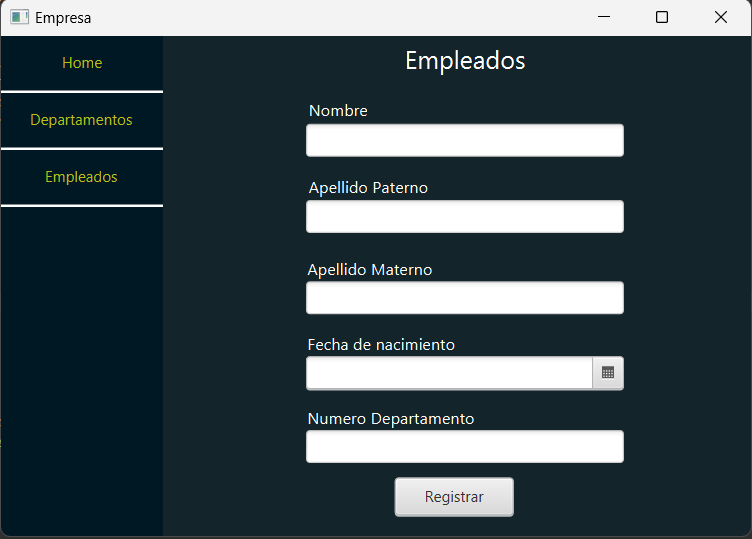 Empresa
Home
Departamentos
Empleados
Empleados
Nombre
Apellido Paterno
Apellido Materno
Fecha de nacimiento
Numero Departamento
Registrar